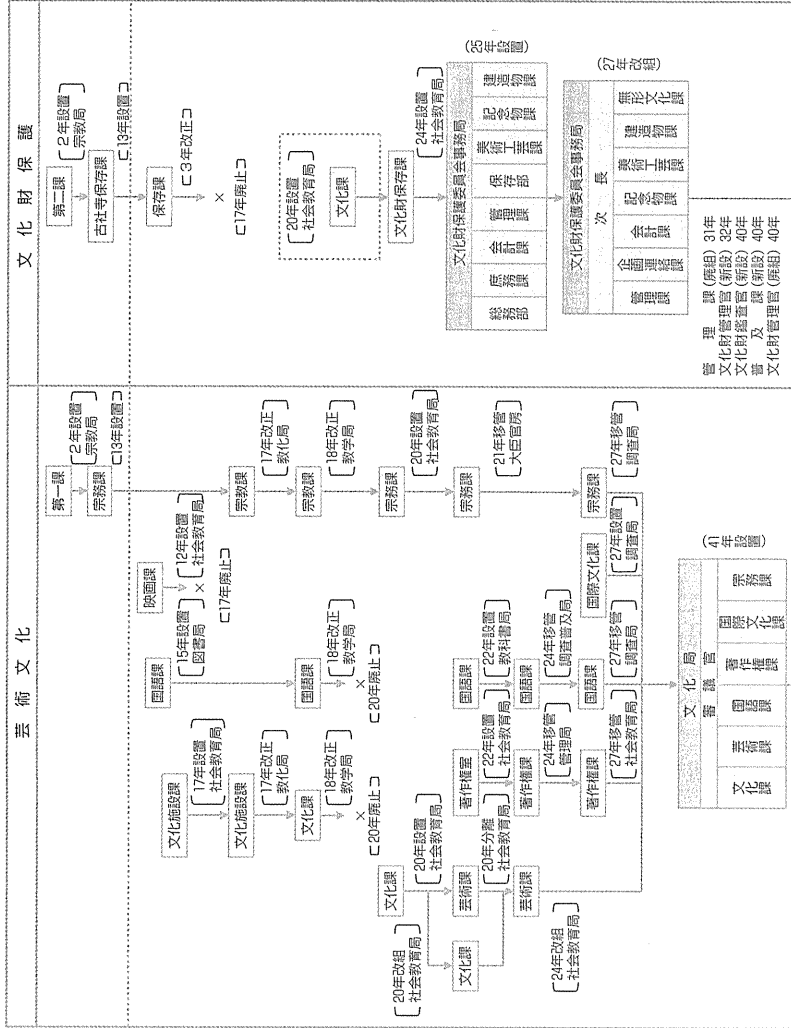 芸術文化
文化財保護
第一課
[2年設置 宗教局]
宗務課
[13年設置]
映画課
[12年設置 社会教育局]
×
[17年廃止]
国語課
[15年設置 図書局]
文化施設課
[17年設置 社会教育局]
文化施設課
[17年改正 教化局]
文化課
[18年改正 教学局]
×
[20年廃止]
国語課
[18年改正 教学局]
×
[20年廃止]
宗教課
[17年改正 教化局]
宗教課
[18年改正 教学局]
宗務課
[20年設置 社会教育局]
宗務課
[21年移管 大臣官房]
宗務課
[27年移管 調査局]
文化課
[20年設置 社会教育局]
[20年改組 社会教育局]
文化課
芸術課
[20年分離 社会教育局]
芸術課
[24年改組 社会教育局]
著作権室
[22年設置 社会教育局]
著作権課
[24年移管 管理局]
著作権課
[27年移管 社会教育局]
国語課
[22年設置 教科書局]
国語課
[24年移管 調査普及局]
国語課
[27年移管 調査局]
国際文化課
[27年設置 調査局]
(41年設置)
文化局
審議官
文化課
芸術課
国語課
著作権課
国際文化課
宗務課
第二課
[2年設置 宗教局]
古社寺保存課
[13年設置]
保存課
[3年改正]
×
[17年廃止]
[20年設置 社会教育局]
文化課
文化財保存課
[24年設置 社会教育局]
(25年設置)
文化財保護委員会事務局
総務部
庶務課
会計課
管理課
保存部
美術工芸課
記念物課
建造物課
(27年改組)
文化財保護委員会事務局
次長
管理課
企画連絡課
会計課
記念物課
美術工芸課
建造物課
無形文化課
管理課(廃組)31年
文化財管理官(新設)32年
文化財鑑査官(新設)40年
普及課(新設)40年
文化財管理官(廃組)40年